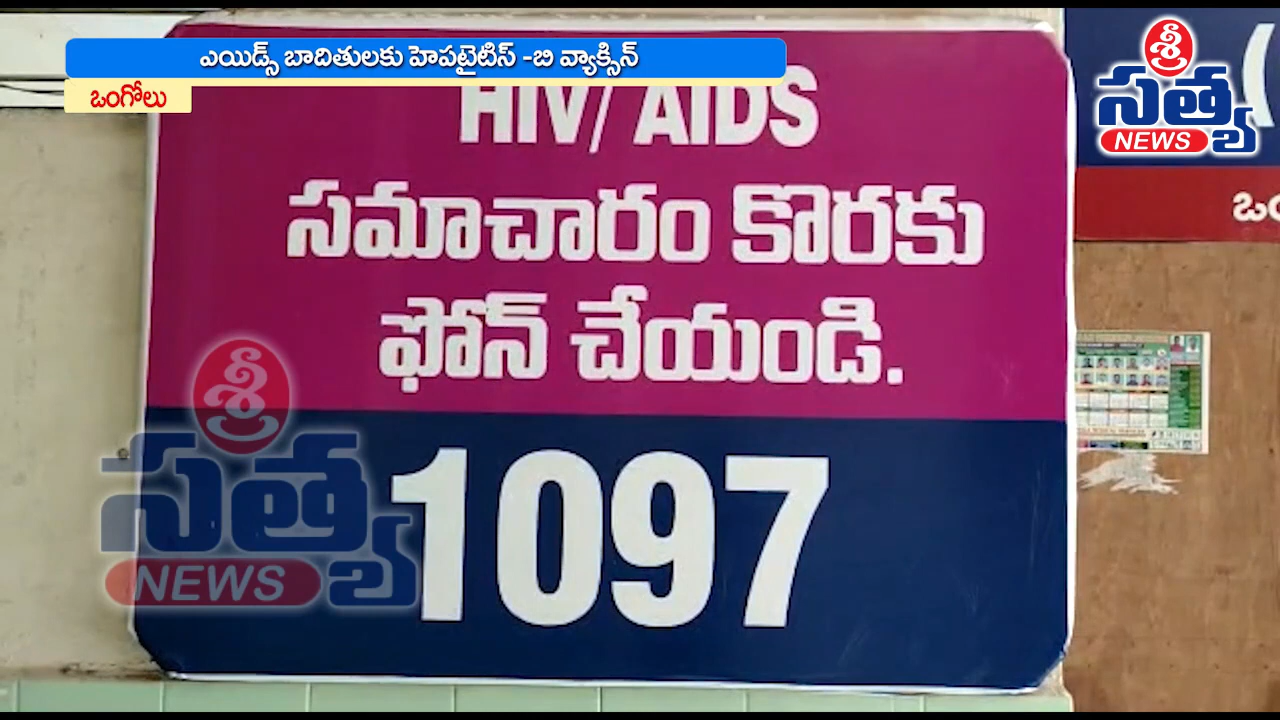 ఎయిడ్స్ బాదితులకు హెపటైటిస్ -బి వ్యాక్సిన్
ఒంగోలు
శ్రీ
సత్య
NEWS
HIV/ AIDS
సమాచారం కొరకు
ఫోన్ చేయండి.
1097
శ్రీ
సత్య
NEWS